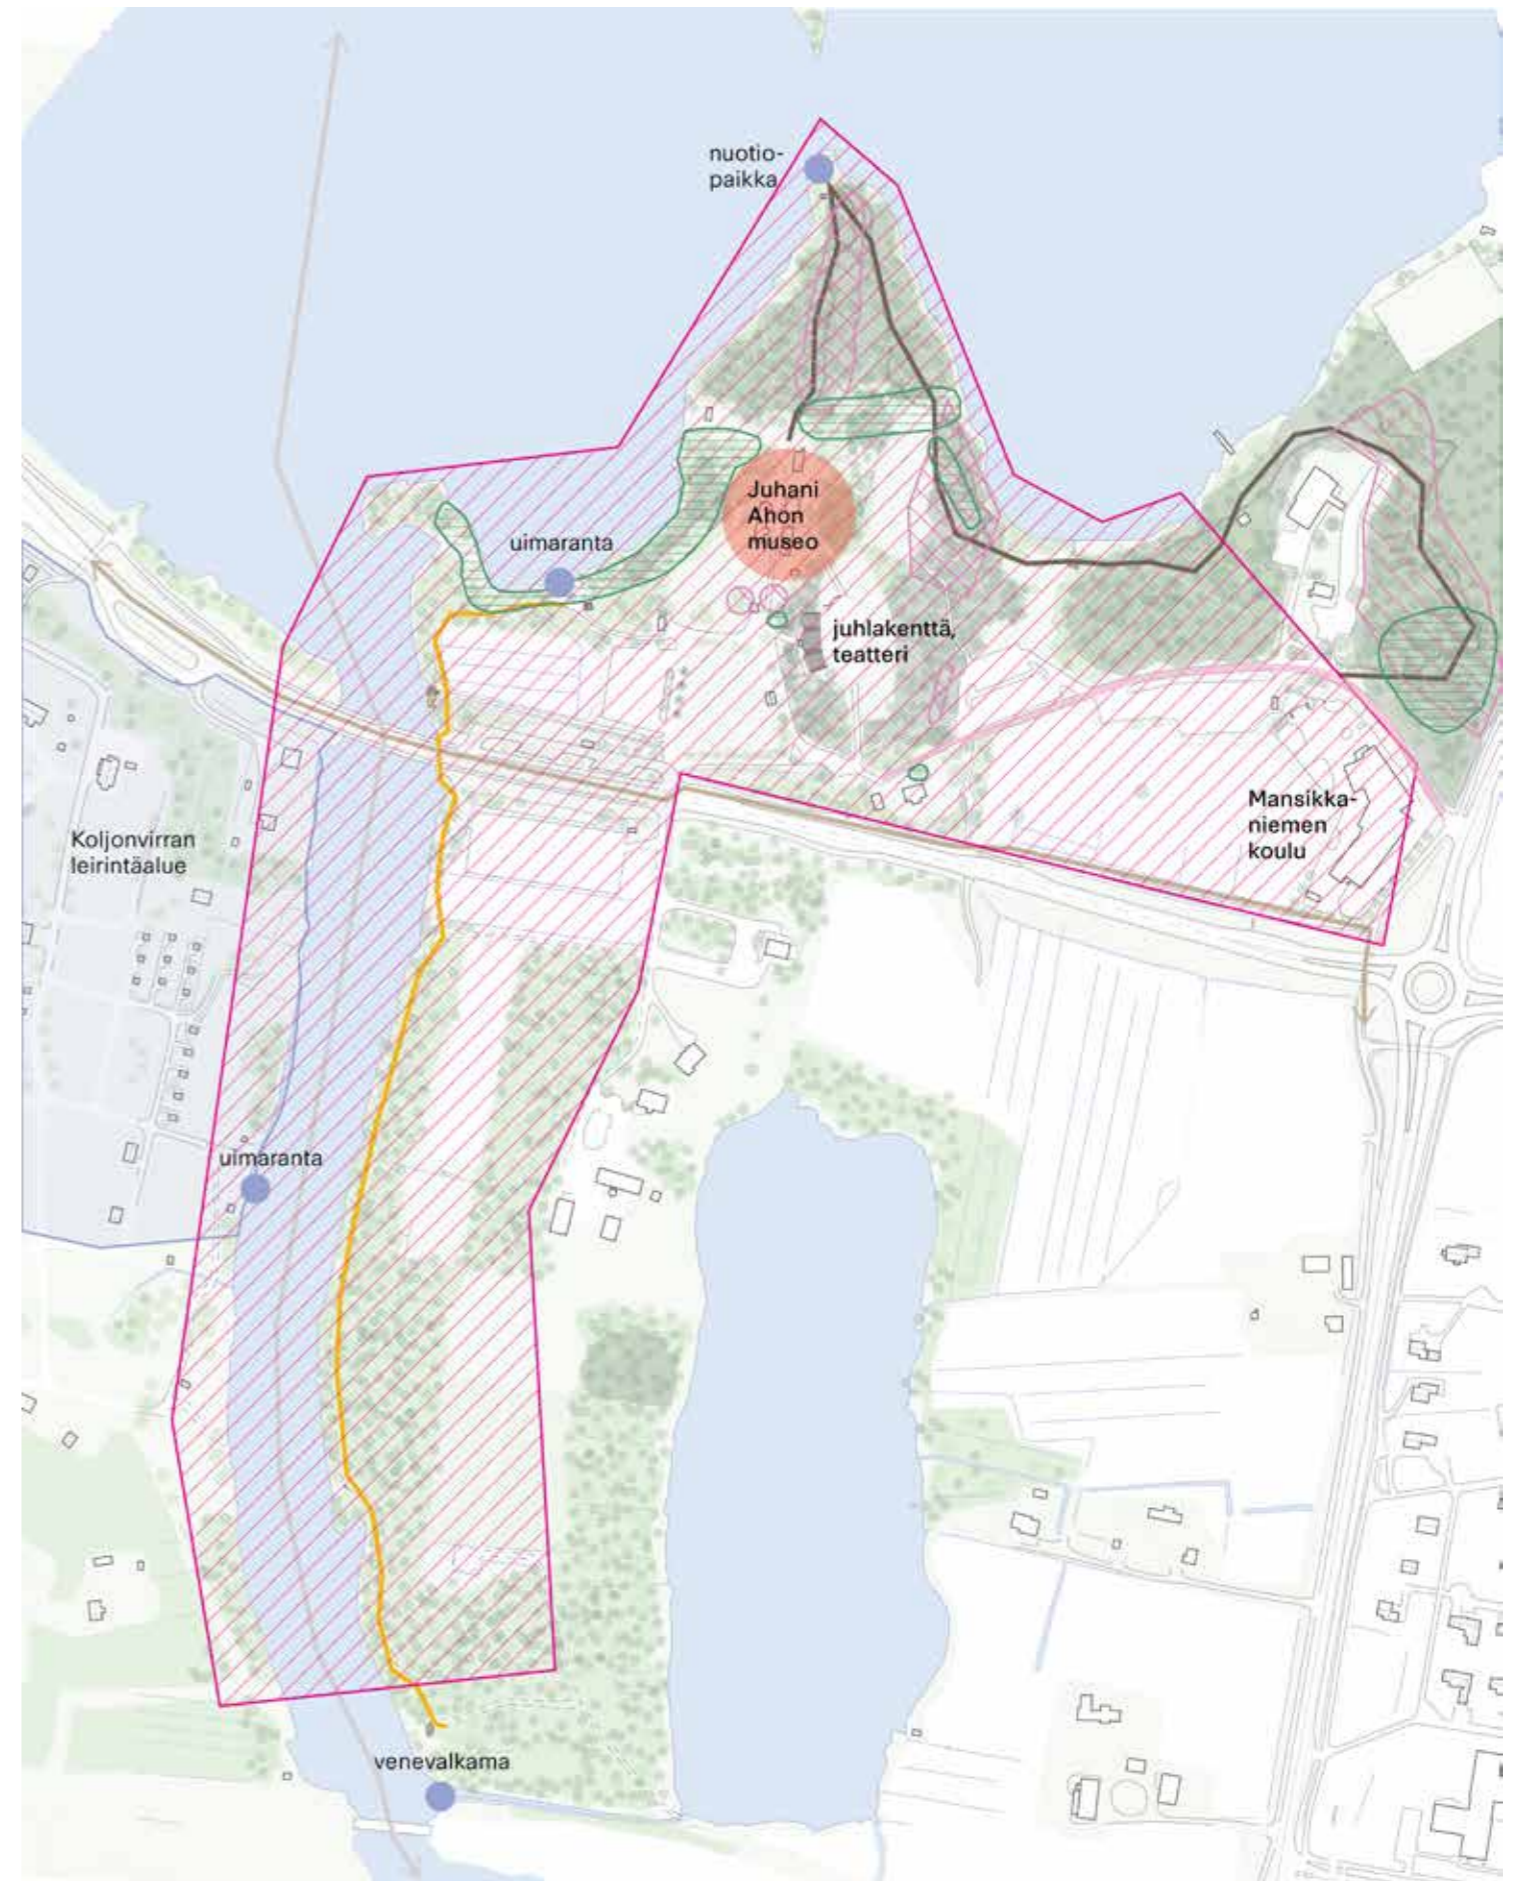 nuotio-
paikka
Juhani
Ahon
museo
uimaranta
juhlakenttä,
teatteri
Mansikka-
niemen
koulu
Koljonvirran
leirintäalue
uimaranta
venevalkama